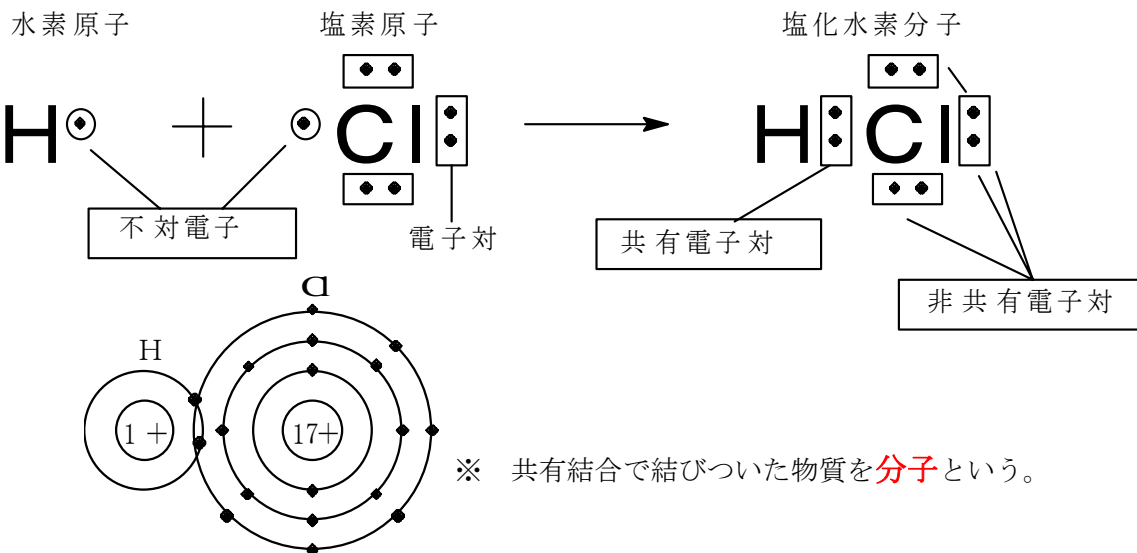 水素原子 塩素原子 塩化水素分子
H + Cl → H Cl
不対電子 電子対 共有電子対
非共有電子対
Cl
H
1+ 17+
※ 共有結合で結びついた物質を分子という。